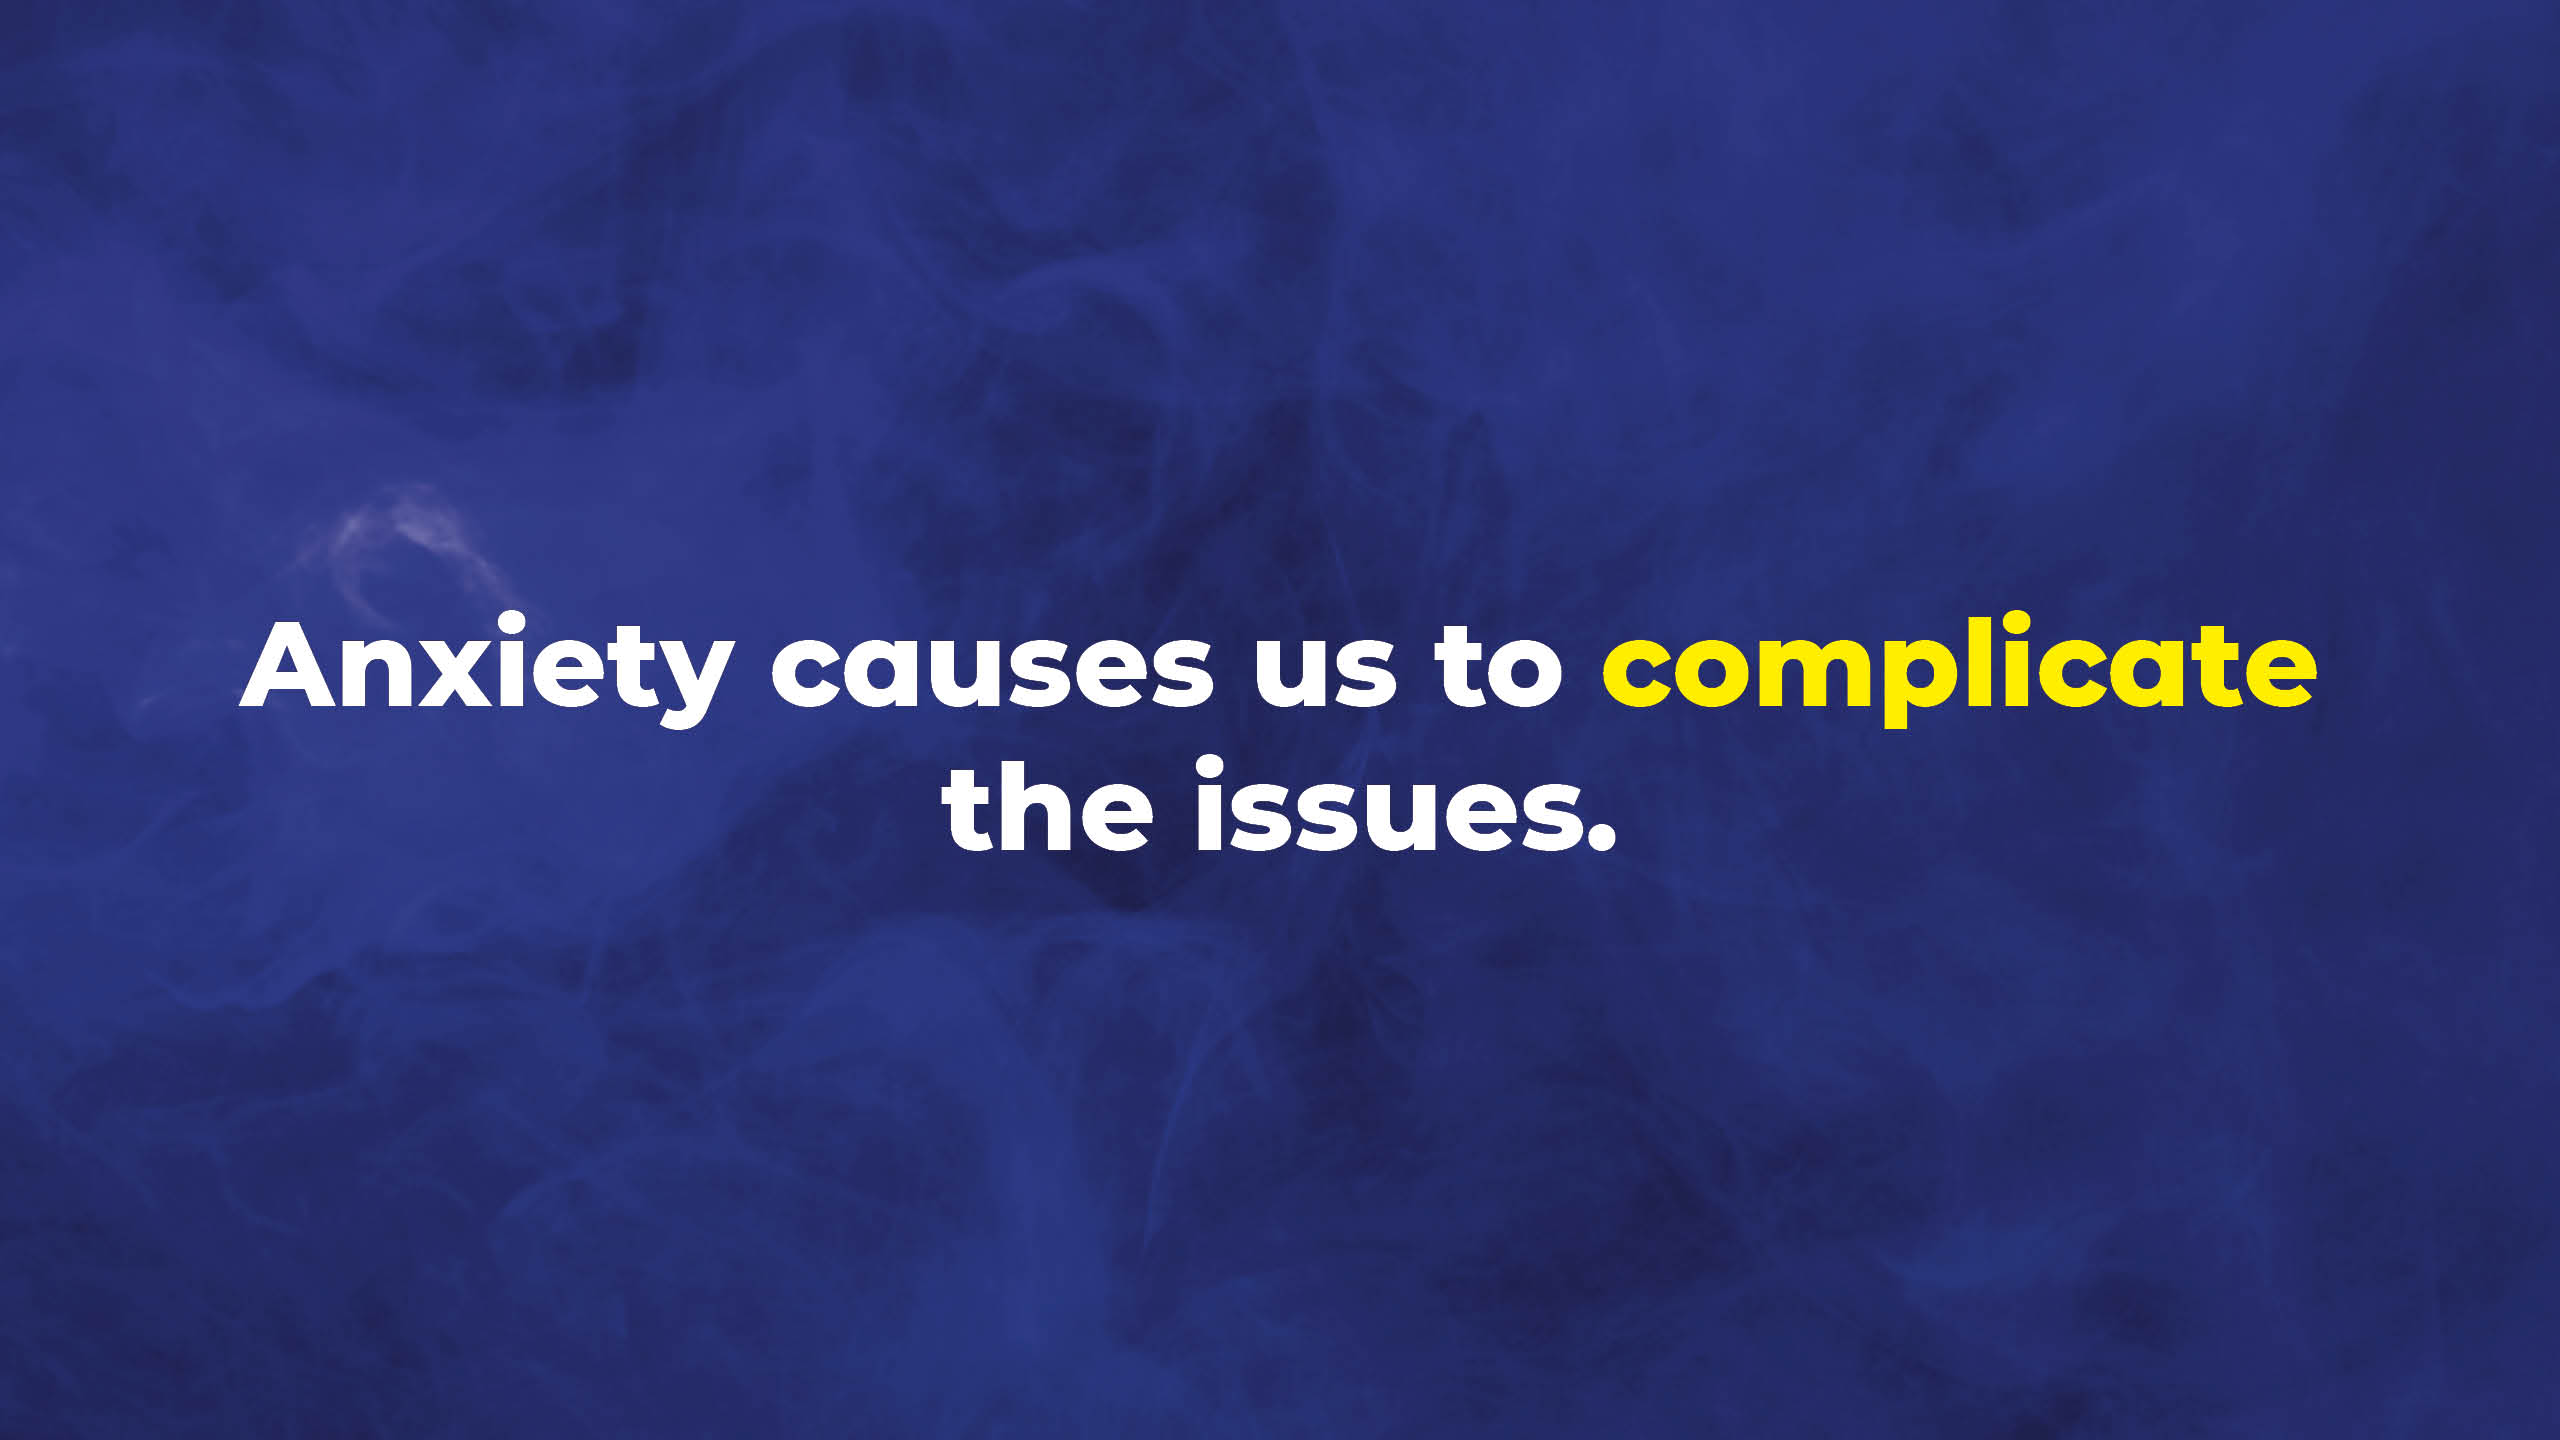 Anxiety causes us to complicate
the issues.